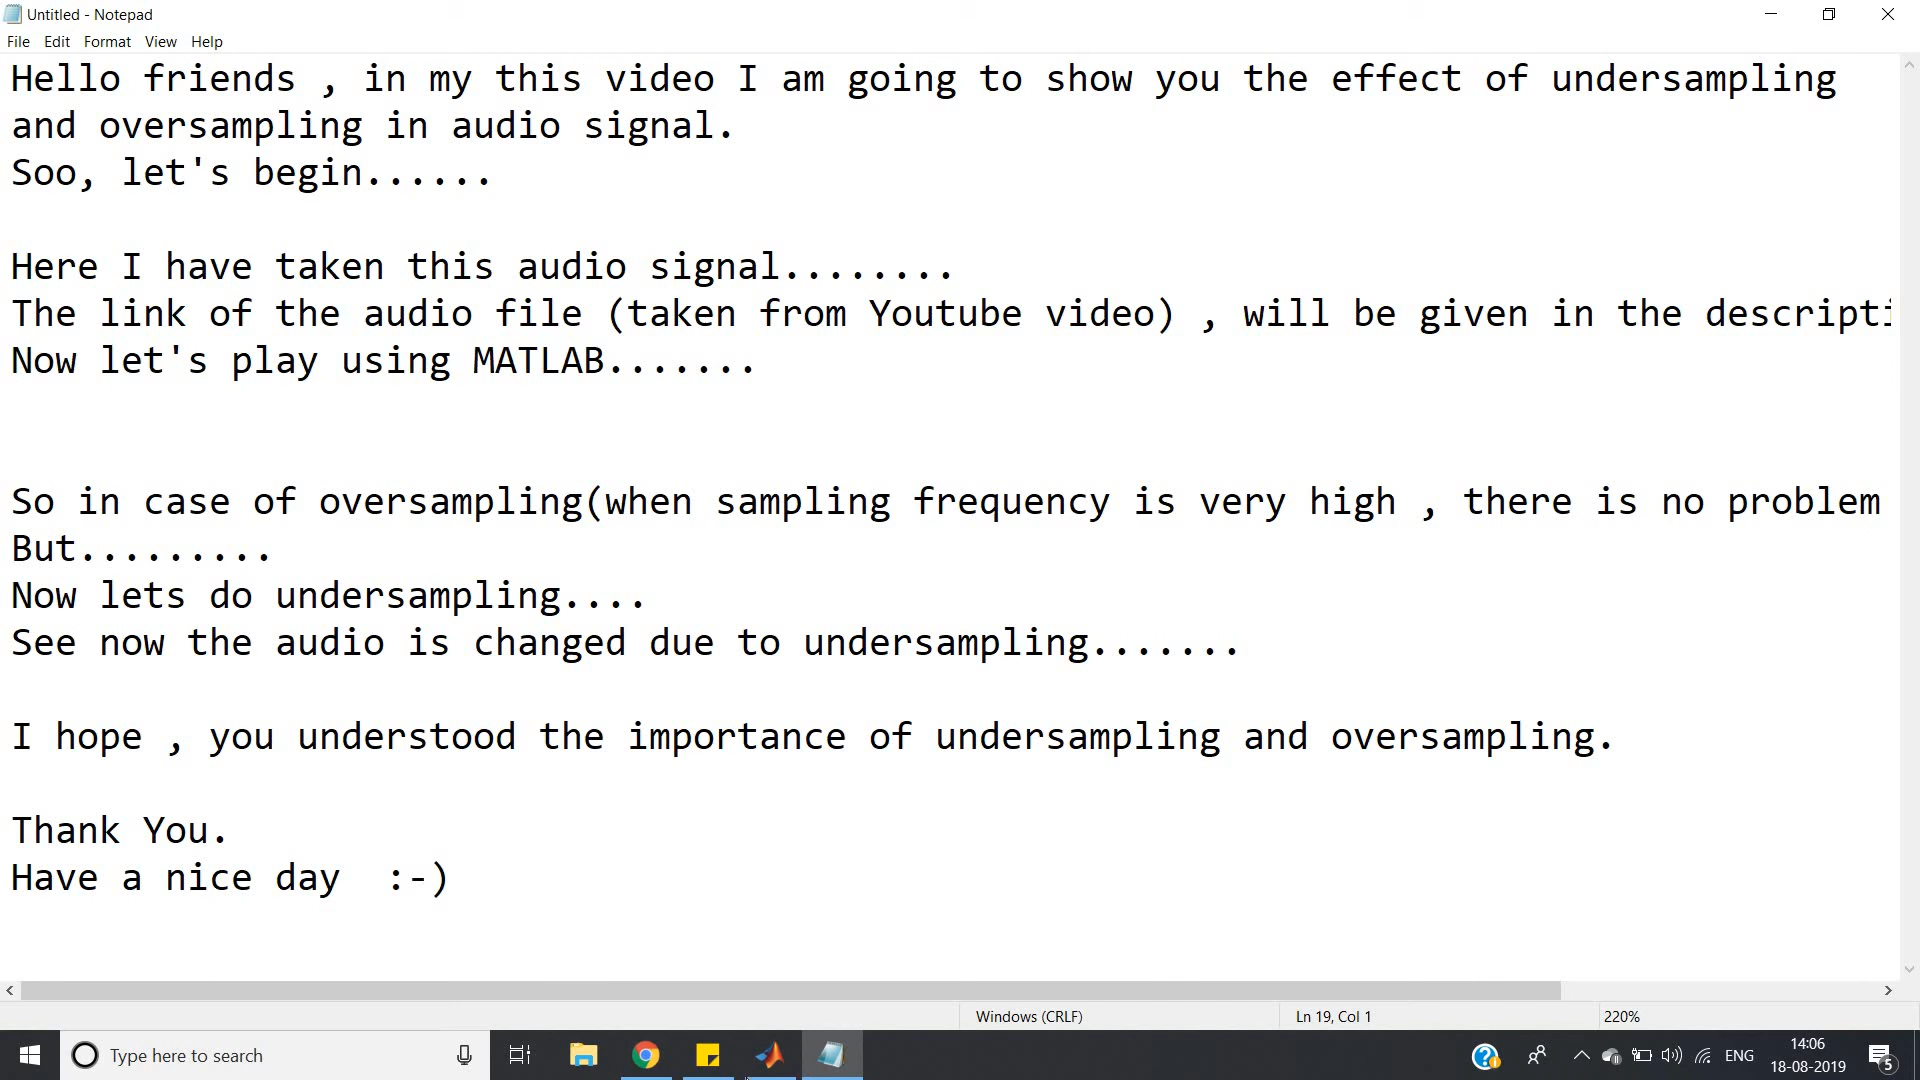 Untitled - Notepad
File Edit Format View Help
Hello friends , in my this video I am going to show you the effect of undersampling
and oversampling in audio signal.
Soo, let's begin......
Here I have taken this audio signal........
The link of the audio file (taken from Youtube video) , will be given in the descripti
Now let's play using MATLAB.......
So in case of oversampling(when sampling frequency is very high , there is no problem
But.........
Now lets do undersampling....
See now the audio is changed due to undersampling.......
I hope , you understood the importance of undersampling and oversampling.
Thank You.
Have a nice day  :-)
Windows (CRLF) Ln 19, Col 1 220%
Type here to search ENG 14:06
18-08-2019 5